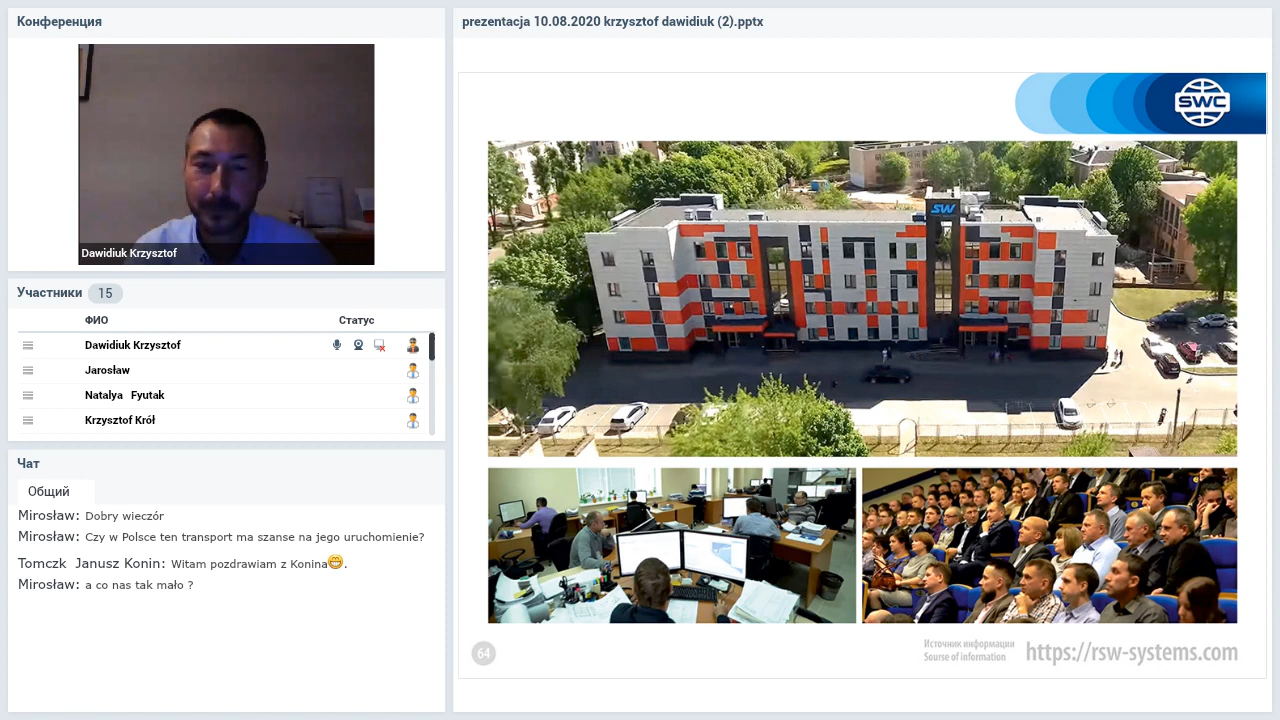 Конференция
Dawidiuk Krzysztof
Участники 15
ФИО Статус
Dawidiuk Krzysztof
Jarosław
Natalya Fyutak
Krzysztof Król
Чат
Общий
Mirosław: Dobry wieczór
Mirosław: Czy w Polsce ten transport ma szanse na jego uruchomienie?
Tomczk Janusz Konin: Witam pozdrawiam z Konina😁.
Mirosław: a co nas tak mało ?
prezentacja 10.08.2020 krzysztof dawidiuk (2).pptx
SWC
SW
64
Источник информации
Sourse of information
https://rsw-systems.com